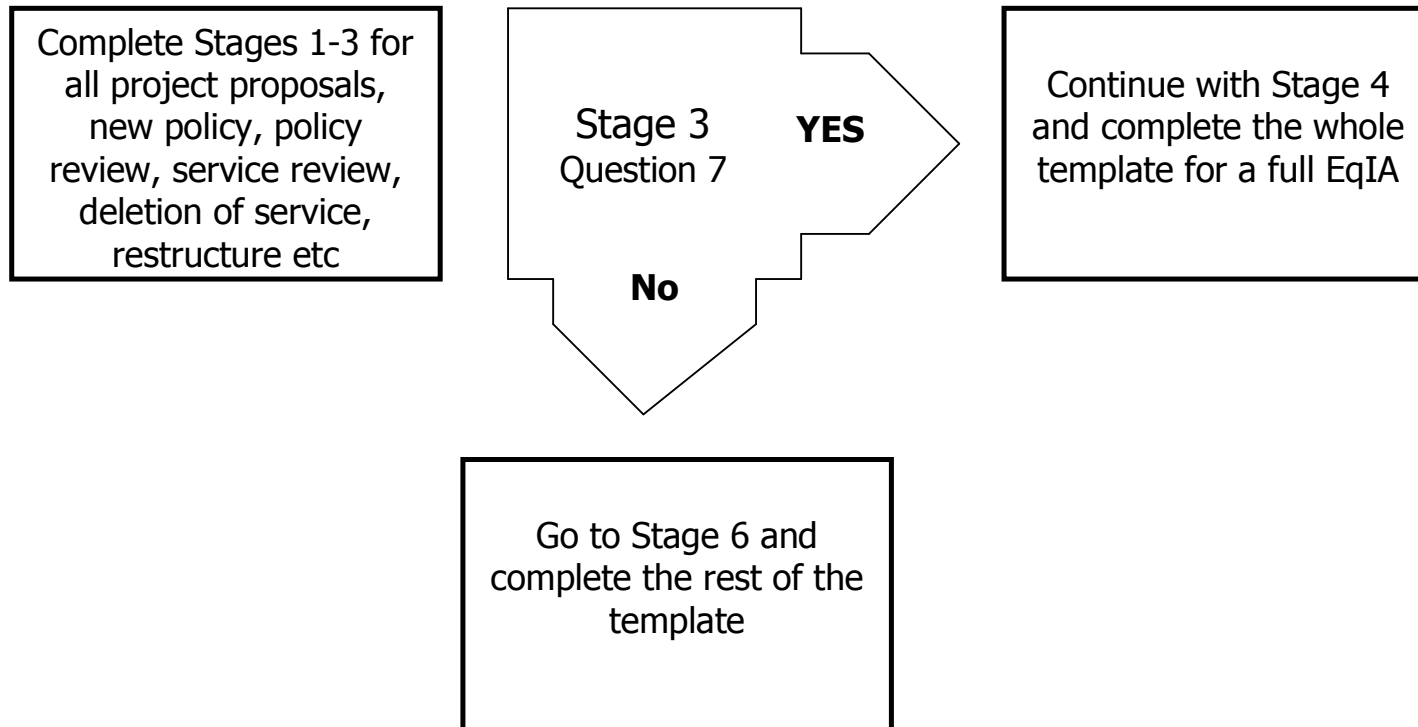 Complete Stages 1-3 for
all project proposals,
new policy, policy
review, service review,
deletion of service,
restructure etc
Stage 3
Question 7
YES
No
Continue with Stage 4
and complete the whole
template for a full EqIA
Go to Stage 6 and
complete the rest of the
template